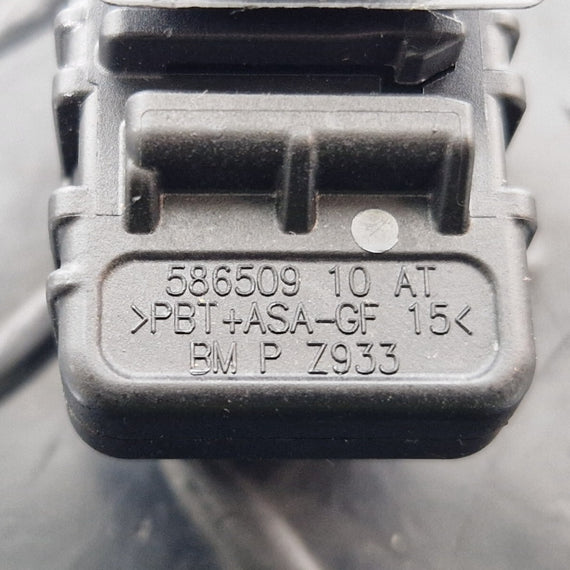 586509 10 AT
>PBT+ASA-GF 15<
BM P Z933